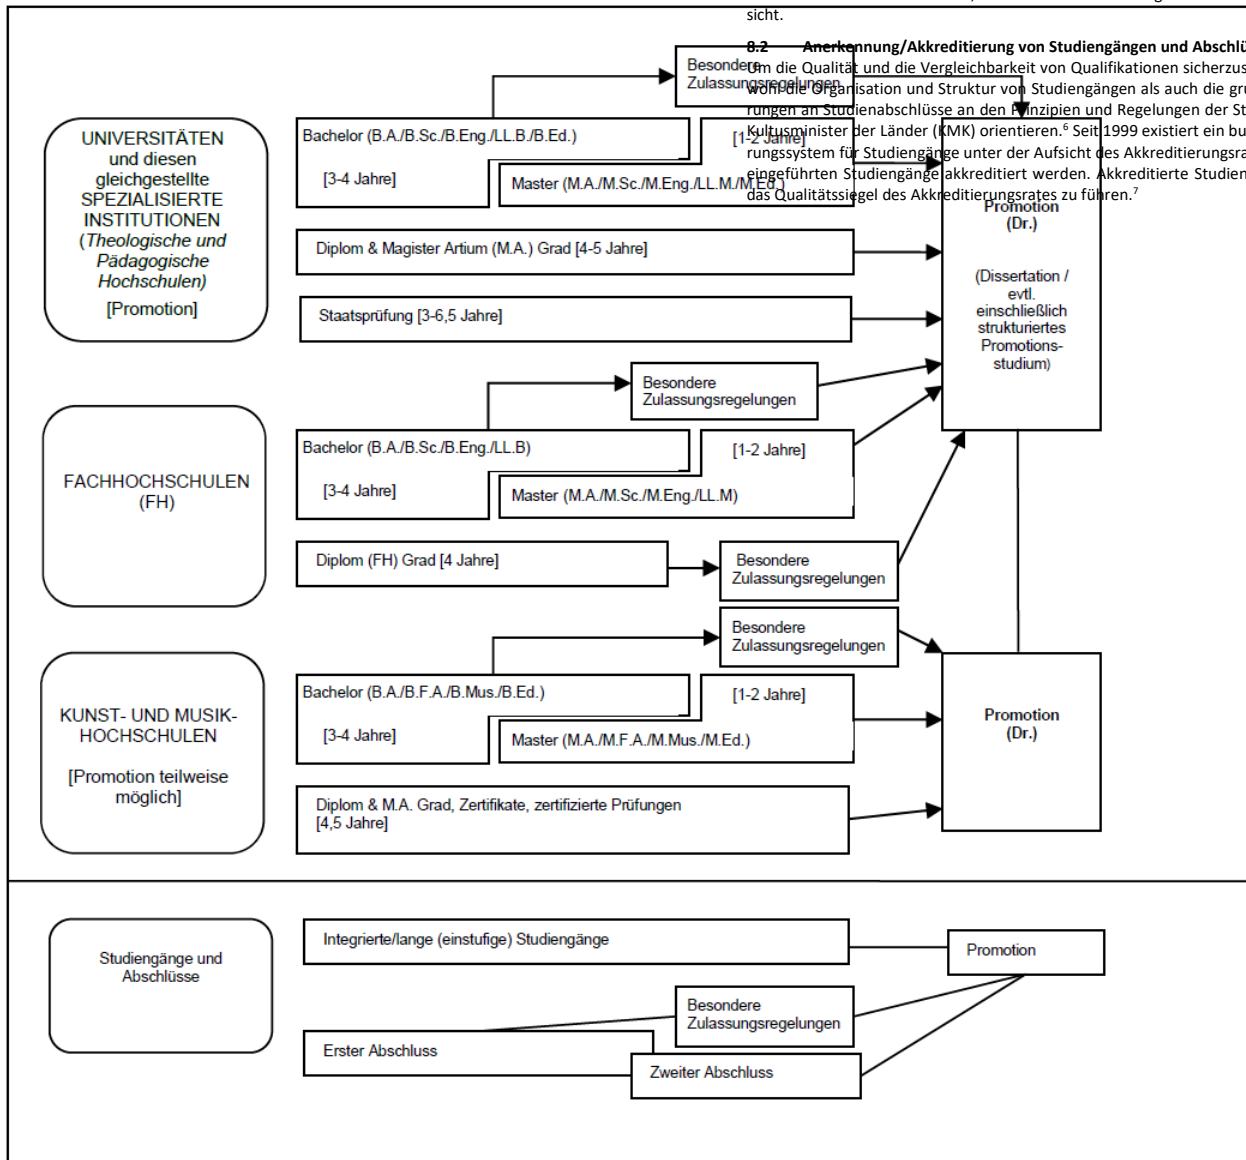 sicht.
8.2 Anerkennung/Akkreditierung von Studiengängen und Abschlü
Um die Qualität und die Vergleichbarkeit von Qualifikationen sicherzus
wohl die Organisation und Struktur von Studiengängen als auch die gru
rungen an Studienabschlüsse an den Prinzipien und Regelungen der St
Kultusminister der Länder (KMK) orientieren.⁶ Seit 1999 existiert ein bu
rungssystem für Studiengänge unter der Aufsicht des Akkreditierungsra
eingeführten Studiengänge akkreditiert werden. Akkreditierte Studien
das Qualitätssiegel des Akkreditierungsrates zu führen.⁷
UNIVERSITÄTEN
und diesen
gleichgestellte
SPEZIALISIERTE
INSTITUTIONEN
(Theologische und
Pädagogische
Hochschulen)
[Promotion]
Besondere
Zulassungsregelungen
Bachelor (B.A./B.Sc./B.Eng./LL.B./B.Ed.)
[3-4 Jahre]
[1-2 Jahre]
Master (M.A./M.Sc./M.Eng./LL.M./M.Ed.)
Diplom & Magister Artium (M.A.) Grad [4-5 Jahre]
Staatsprüfung [3-6,5 Jahre]
Promotion
(Dr.)
(Dissertation /
evtl.
einschließlich
strukturiertes
Promotions-
studium)
FACHHOCHSCHULEN
(FH)
Besondere
Zulassungsregelungen
Bachelor (B.A./B.Sc./B.Eng./LL.B)
[3-4 Jahre]
[1-2 Jahre]
Master (M.A./M.Sc./M.Eng./LL.M)
Diplom (FH) Grad [4 Jahre]
Besondere
Zulassungsregelungen
KUNST- UND MUSIK-
HOCHSCHULEN
[Promotion teilweise
möglich]
Besondere
Zulassungsregelungen
Bachelor (B.A./B.F.A./B.Mus./B.Ed.)
[3-4 Jahre]
[1-2 Jahre]
Master (M.A./M.F.A./M.Mus./M.Ed.)
Diplom & M.A. Grad, Zertifikate, zertifizierte Prüfungen
[4,5 Jahre]
Promotion
(Dr.)
Studiengänge und
Abschlüsse
Integrierte/lange (einstufige) Studiengänge
Promotion
Besondere
Zulassungsregelungen
Erster Abschluss
Zweiter Abschluss